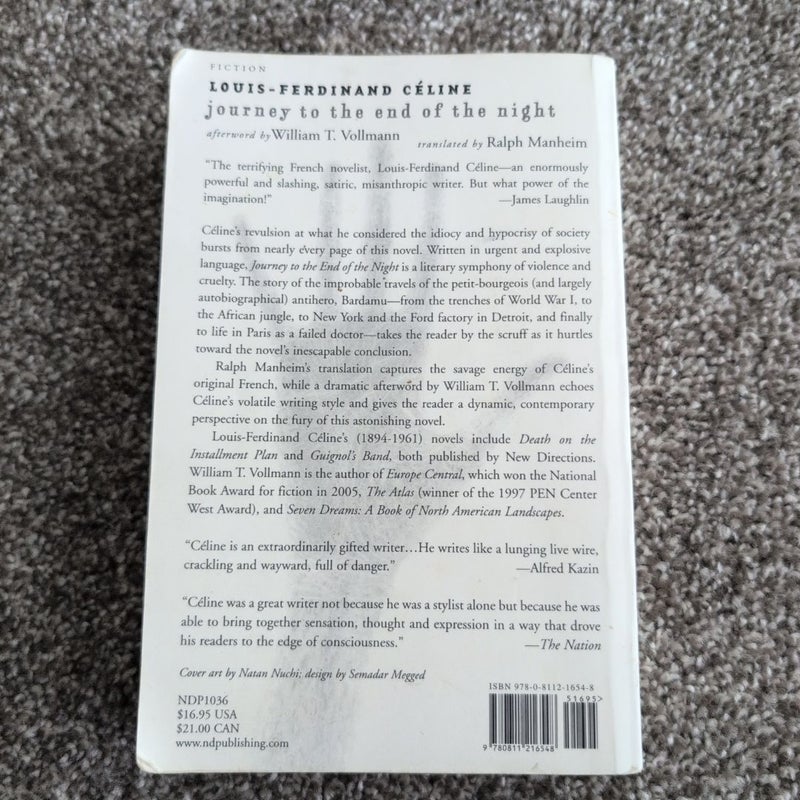 FICTION
LOUIS-FERDINAND CÉLINE
journey to the end of the night
afterword by William T. Vollmann
translated by Ralph Manheim
“The terrifying French novelist, Louis-Ferdinand Céline—an enormously
powerful and slashing, satiric, misanthropic writer. But what power of the
imagination!”
—James Laughlin
Céline’s revulsion at what he considered the idiocy and hypocrisy of society
bursts from nearly every page of this novel. Written in urgent and explosive
language, Journey to the End of the Night is a literary symphony of violence and
cruelty. The story of the improbable travels of the petit-bourgeois (and largely
autobiographical) antihero, Bardamu—from the trenches of World War I, to
the African jungle, to New York and the Ford factory in Detroit, and finally
to life in Paris as a failed doctor—takes the reader by the scruff as it hurtles
toward the novel’s inescapable conclusion.
Ralph Manheim’s translation captures the savage energy of Céline’s
original French, while a dramatic afterword by William T. Vollmann echoes
Céline’s volatile writing style and gives the reader a dynamic, contemporary
perspective on the fury of this astonishing novel.
Louis-Ferdinand Céline’s (1894-1961) novels include Death on the
Installment Plan and Guignol’s Band, both published by New Directions.
William T. Vollmann is the author of Europe Central, which won the National
Book Award for fiction in 2005, The Atlas (winner of the 1997 PEN Center
West Award), and Seven Dreams: A Book of North American Landscapes.
“Céline is an extraordinarily gifted writer…He writes like a lunging live wire,
crackling and wayward, full of danger.”
—Alfred Kazin
“Céline was a great writer not because he was a stylist alone but because he was
able to bring together sensation, thought and expression in a way that drove
his readers to the edge of consciousness.”
—The Nation
Cover art by Natan Nuchi; design by Semadar Megged
NDP1036
$16.95 USA
$21.00 CAN
www.ndpublishing.com
ISBN 978-0-8112-1654-8
51695>
9 780811 216548